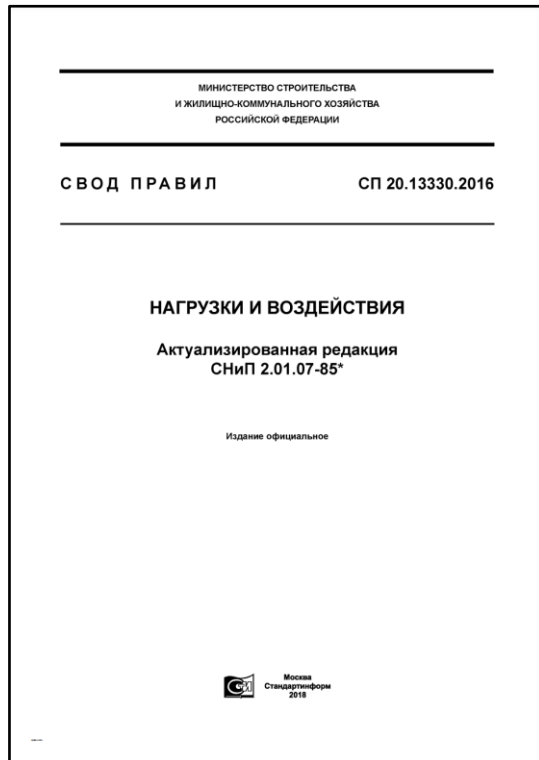 МИНИСТЕРСТВО СТРОИТЕЛЬСТВА
И ЖИЛИЩНО-КОММУНАЛЬНОГО ХОЗЯЙСТВА
РОССИЙСКОЙ ФЕДЕРАЦИИ
СВОД ПРАВИЛ СП 20.13330.2016
НАГРУЗКИ И ВОЗДЕЙСТВИЯ
Актуализированная редакция
СНиП 2.01.07-85*
Издание официальное
Москва
Стандартинформ
2018